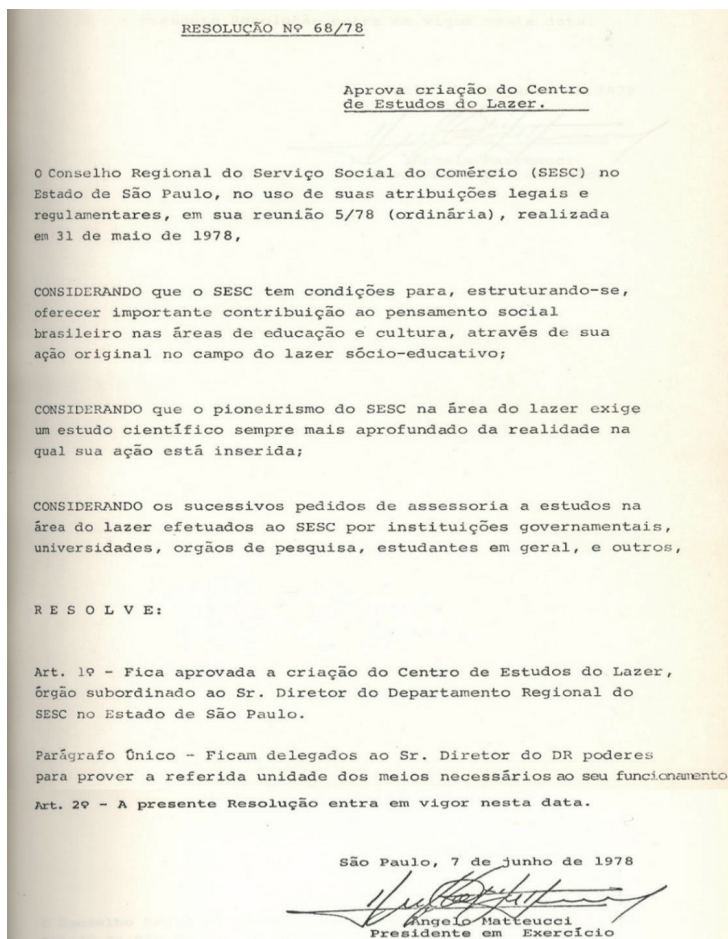 RESOLUÇÃO Nº 68/78
Aprova criação do Centro
de Estudos do Lazer.
O Conselho Regional do Serviço Social do Comércio (SESC) no
Estado de São Paulo, no uso de suas atribuições legais e
regulamentares, em sua reunião 5/78 (ordinária), realizada
em 31 de maio de 1978,
CONSIDERANDO que o SESC tem condições para, estruturando-se,
oferecer importante contribuição ao pensamento social
brasileiro nas áreas de educação e cultura, através de sua
ação original no campo do lazer sócio-educativo;
CONSIDERANDO que o pioneirismo do SESC na área do lazer exige
um estudo científico sempre mais aprofundado da realidade na
qual sua ação está inserida;
CONSIDERANDO os sucessivos pedidos de assessoria a estudos na
área do lazer efetuados ao SESC por instituições governamentais,
universidades, orgãos de pesquisa, estudantes em geral, e outros,
R E S O L V E:
Art. 1º - Fica aprovada a criação do Centro de Estudos do Lazer,
órgão subordinado ao Sr. Diretor do Departamento Regional do
SESC no Estado de São Paulo.
Parágrafo Único - Ficam delegados ao Sr. Diretor do DR poderes
para prover a referida unidade dos meios necessários ao seu funcionamento
Art. 2º - A presente Resolução entra em vigor nesta data.
São Paulo, 7 de junho de 1978
Ângelo Matteucci
Presidente em Exercício